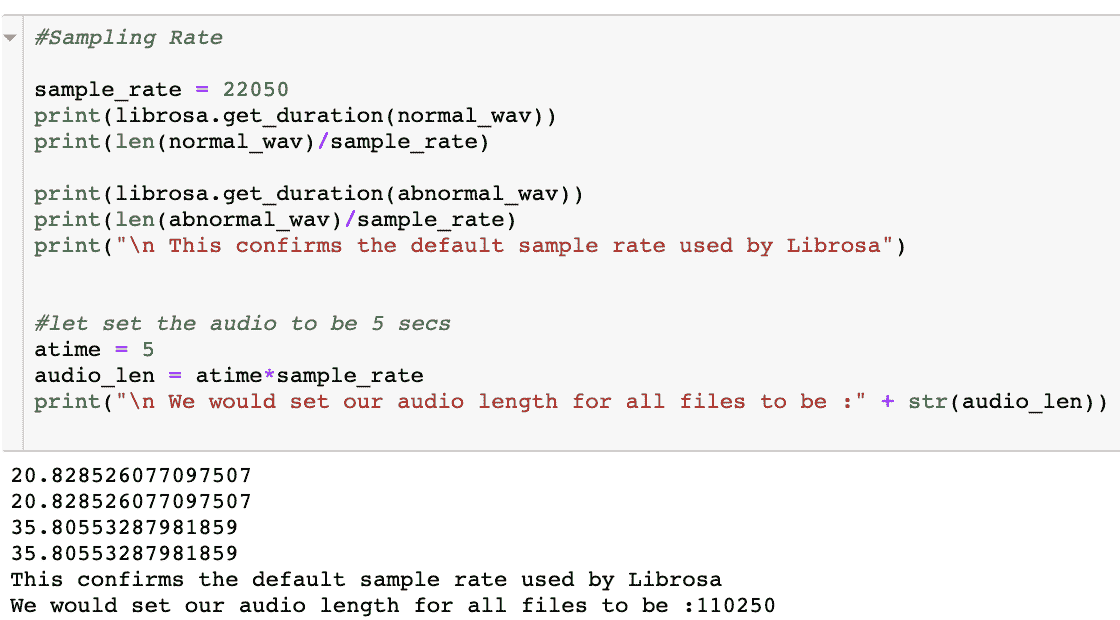 #Sampling Rate
sample_rate = 22050
print(librosa.get_duration(normal_wav))
print(len(normal_wav)/sample_rate)
print(librosa.get_duration(abnormal_wav))
print(len(abnormal_wav)/sample_rate)
print("\n This confirms the default sample rate used by Librosa")
#let set the audio to be 5 secs
atime = 5
audio_len = atime*sample_rate
print("\n We would set our audio length for all files to be :" + str(audio_len))
20.828526077097507
20.828526077097507
35.80553287981859
35.80553287981859
This confirms the default sample rate used by Librosa
We would set our audio length for all files to be :110250